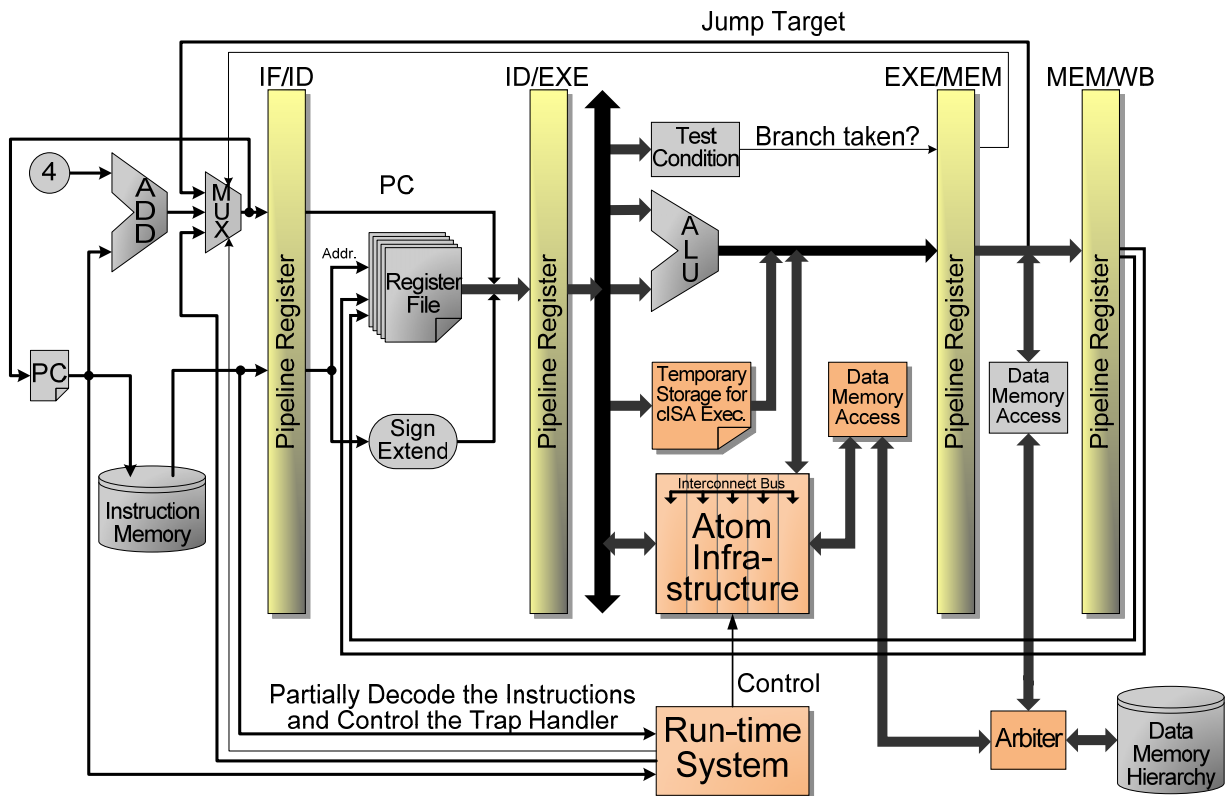 Jump Target
IF/ID
ID/EXE
EXE/MEM
MEM/WB
4
ADD
MUX
PC
Test
Condition
Branch taken?
ALU
Addr.
Register
File
Pipeline Register
Pipeline Register
Pipeline Register
Pipeline Register
PC
Sign
Extend
Temporary
Storage for
cISA Exec.
Data
Memory
Access
Data
Memory
Access
Instruction
Memory
Interconnect Bus
Atom
Infra-
structure
Control
Partially Decode the Instructions
and Control the Trap Handler
Run-time
System
Arbiter
Data
Memory
Hierarchy